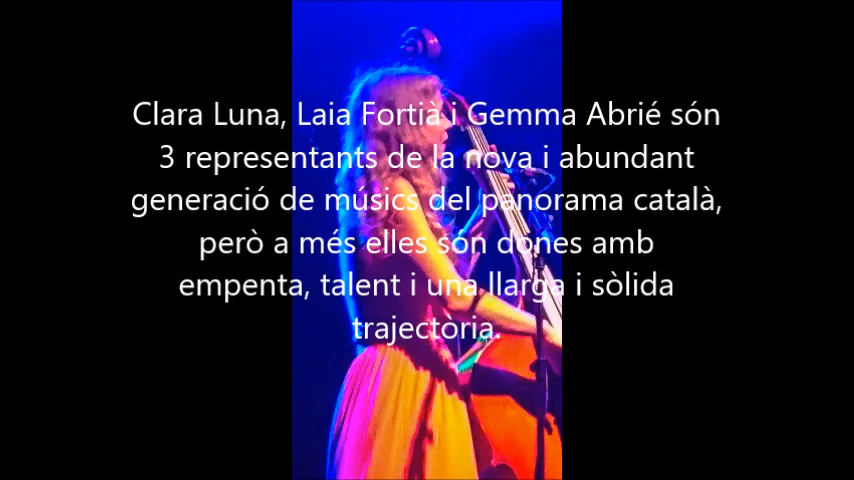 Clara Luna, Laia Fortià i Gemma Abrié són
3 representants de la nova i abundant
generació de músics del panorama català,
però a més elles són dones amb
empenta, talent i una llarga i sòlida
trajectòria.